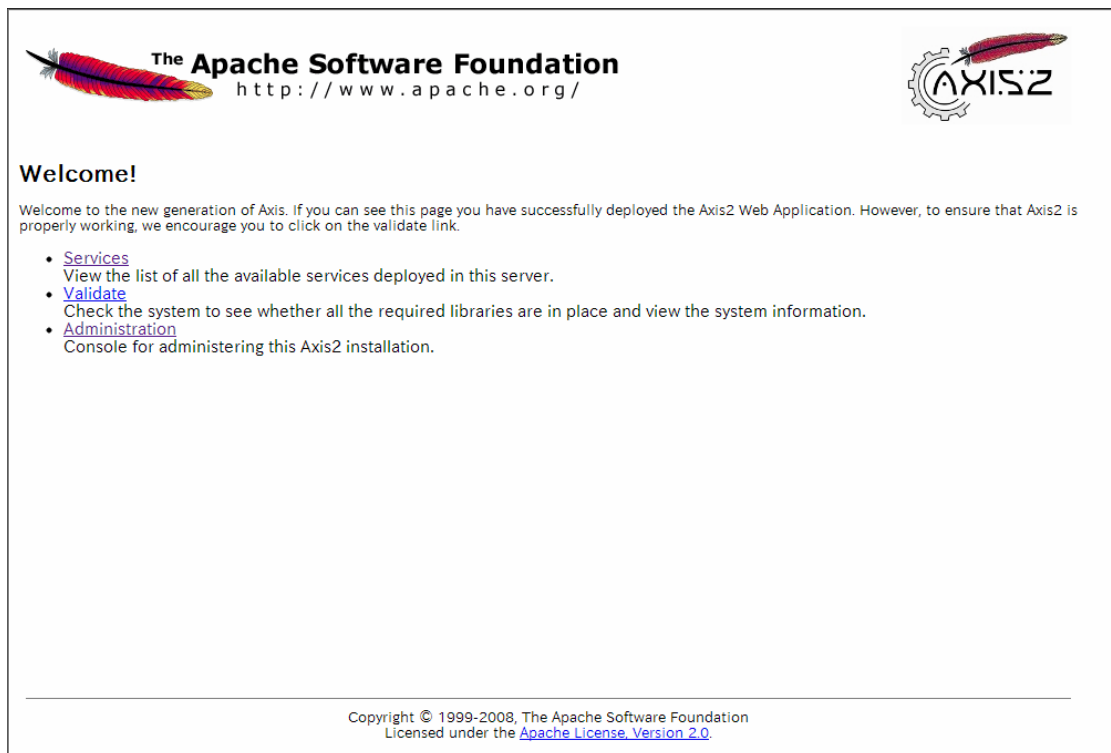 The Apache Software Foundation
http://www.apache.org/
AXIS2
Welcome!
Welcome to the new generation of Axis. If you can see this page you have successfully deployed the Axis2 Web Application. However, to ensure that Axis2 is
properly working, we encourage you to click on the validate link.
Services
View the list of all the available services deployed in this server.
Validate
Check the system to see whether all the required libraries are in place and view the system information.
Administration
Console for administering this Axis2 installation.
Copyright © 1999-2008, The Apache Software Foundation
Licensed under the Apache License, Version 2.0.